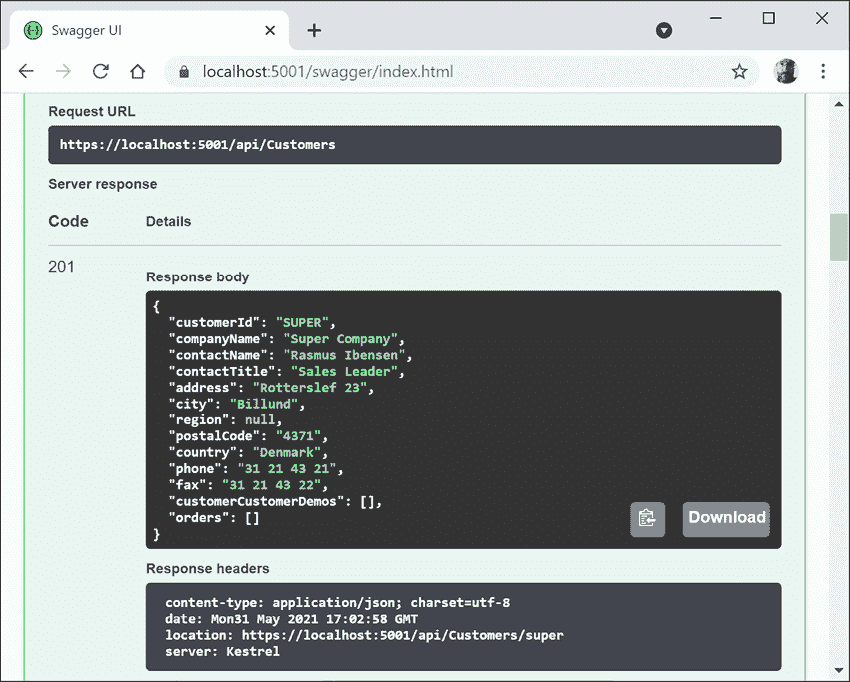 Swagger UI
localhost:5001/swagger/index.html
Request URL
https://localhost:5001/api/Customers
Server response
Code Details
201
Response body
{
"customerId": "SUPER",
"companyName": "Super Company",
"contactName": "Rasmus Ibensen",
"contactTitle": "Sales Leader",
"address": "Rotterslef 23",
"city": "Billund",
"region": null,
"postalCode": "4371",
"country": "Denmark",
"phone": "31 21 43 21",
"fax": "31 21 43 22",
"customerCustomerDemos": [],
"orders": []
}
Download
Response headers
content-type: application/json; charset=utf-8
date: Mon31 May 2021 17:02:58 GMT
location: https://localhost:5001/api/Customers/super
server: Kestrel